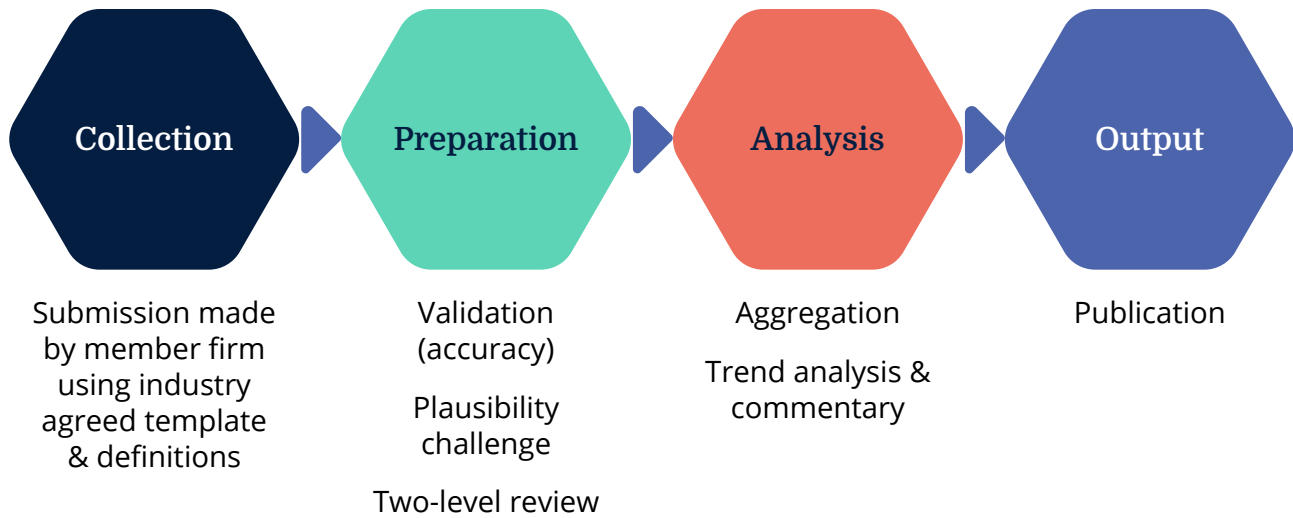 Collection
Preparation
Analysis
Output
Submission made
by member firm
using industry
agreed template
& definitions
Validation
(accuracy)
Plausibility
challenge
Two-level review
Aggregation
Trend analysis &
commentary
Publication